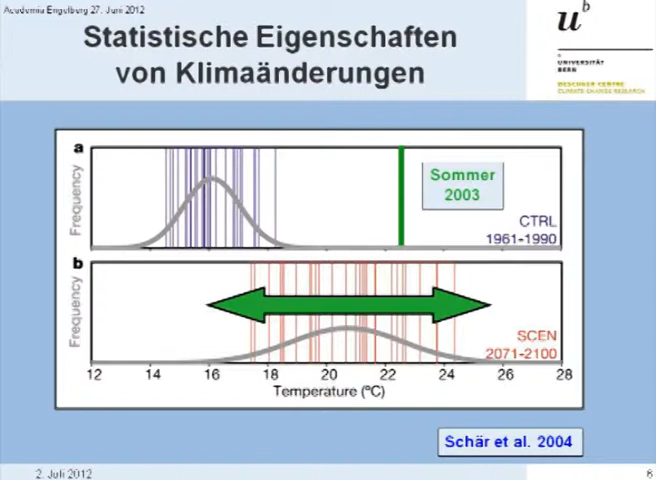 Academia Engelberg 27. Juni 2012
Statistische Eigenschaften
von Klimaänderungen
u b
b
UNIVERSITÄT
BERN
OESCHGER CENTRE
CLIMATE CHANGE RESEARCH
a
Frequency
Sommer
2003
CTRL
1961-1990
b
Frequency
SCEN
2071-2100
12 14 16 18 20 22 24 26 28
Temperature (ºC)
Schär et al. 2004
2. Juli 2012
6